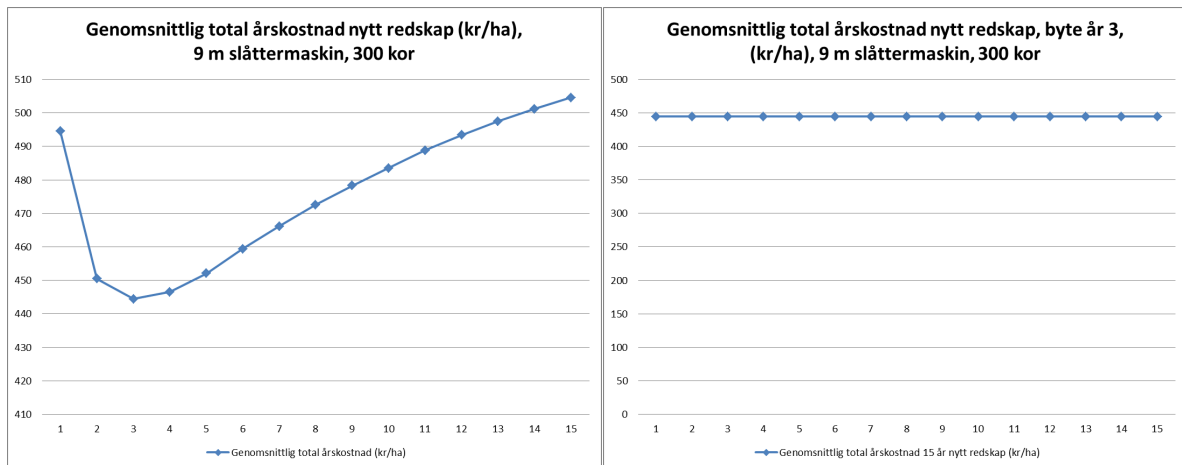 Genomsnittlig total årskostnad nytt redskap (kr/ha),
9 m slåttermaskin, 300 kor
510
500
490
480
470
460
450
440
430
420
410
1 2 3 4 5 6 7 8 9 10 11 12 13 14 15
Genomsnittlig total årskostnad (kr/ha)
Genomsnittlig total årskostnad nytt redskap, byte år 3,
(kr/ha), 9 m slåttermaskin, 300 kor
500
450
400
350
300
250
200
150
100
50
0
1 2 3 4 5 6 7 8 9 10 11 12 13 14 15
Genomsnittlig total årskostnad 15 år nytt redskap (kr/ha)